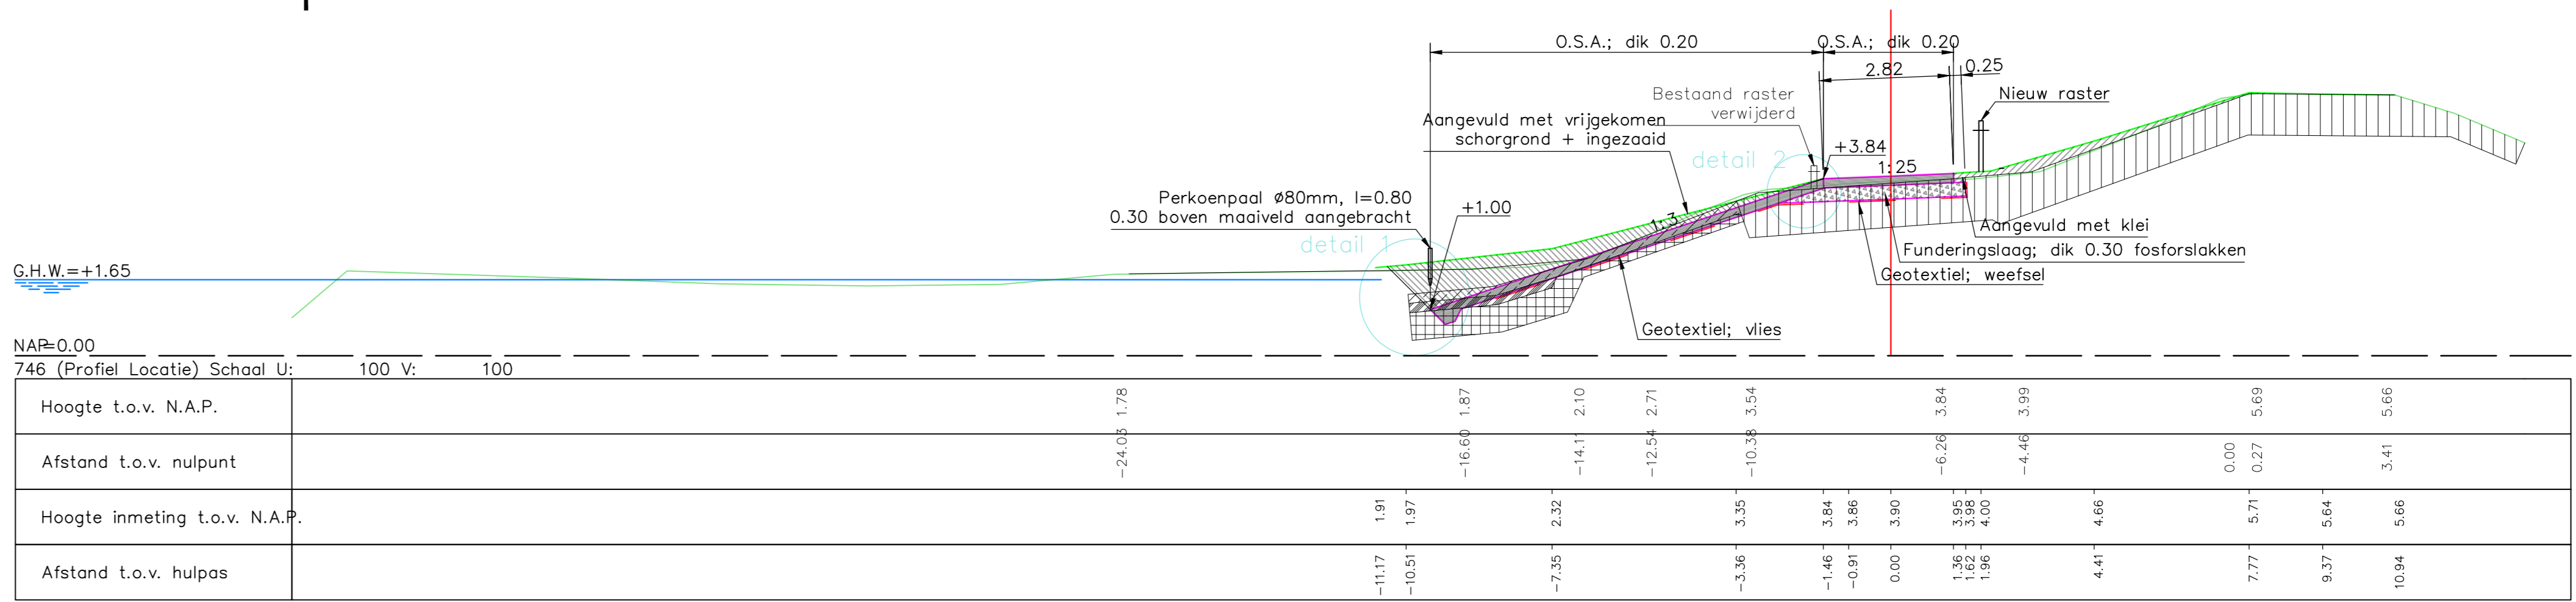 O.S.A.; dik 0.20
O.S.A.; dik 0.20
2.82
0.25
Bestaand raster
verwijderd
Nieuw raster
Aangevuld met vrijgekomen
schorgrond + ingezaaid
detail 2
+3.84
1:25
Perkoenpaal Ø80mm, l=0.80
0.30 boven maaiveld aangebracht
+1.00
1:3
detail 1
Aangevuld met klei
Funderingslaag; dik 0.30 fosforslakken
Geotextiel; weefsel
Geotextiel; vlies
G.H.W.=+1.65
NAP=0.00
746 (Profiel Locatie) Schaal U: 100 V: 100
Hoogte t.o.v. N.A.P. 1.78 1.87 2.10 2.71 3.54 3.84 3.99 5.69 5.66
Afstand t.o.v. nulpunt -24.03 -16.60 -14.11 -12.54 -10.38 -6.26 -4.46 0.00 0.27 3.41
Hoogte inmeting t.o.v. N.A.P. 1.91 1.97 2.32 3.35 3.84 3.86 3.90 3.95 3.98 4.00 4.66 5.71 5.64 5.66
Afstand t.o.v. hulpas -11.17 -10.51 -7.35 -3.36 -1.46 -0.91 0.00 1.36 1.62 1.96 4.41 7.77 9.37 10.94